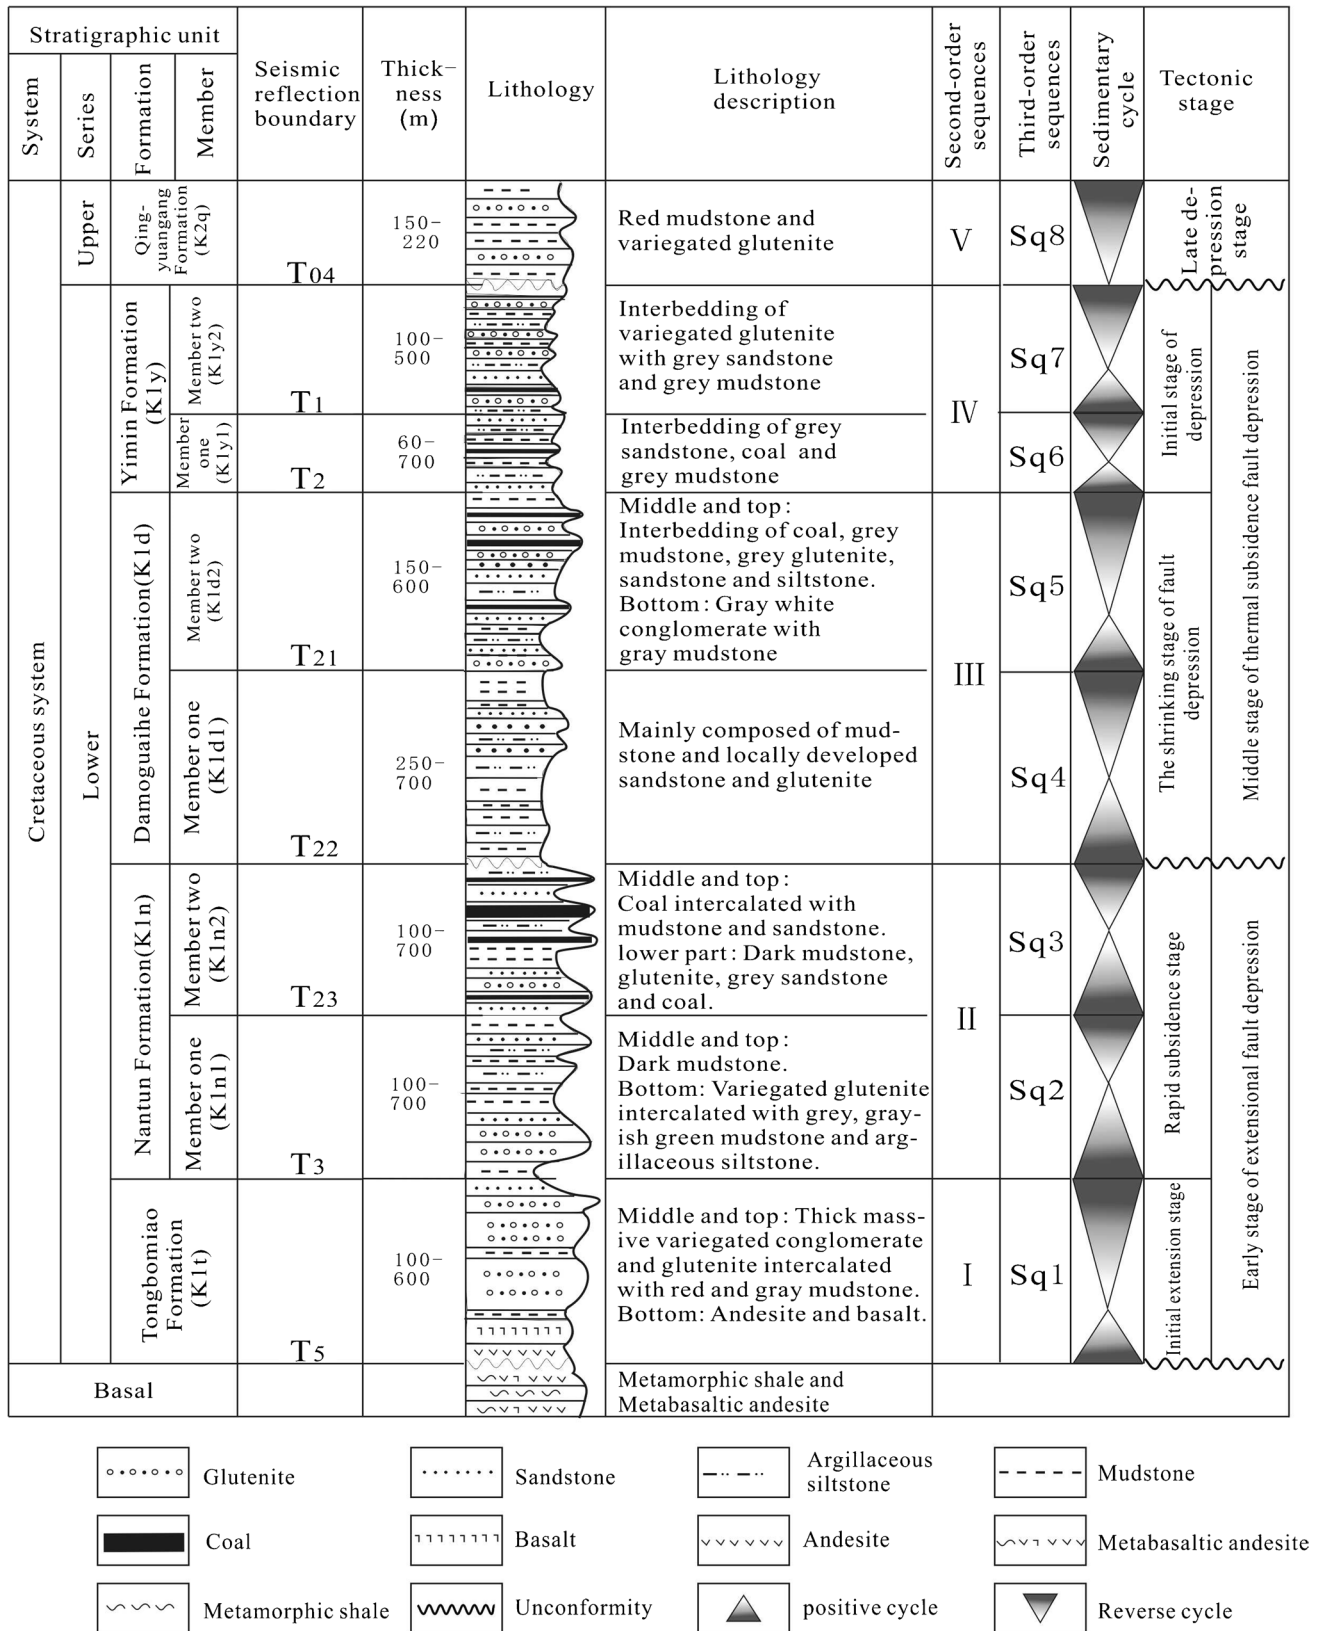 Stratigraphic unit
System
Series
Formation
Member
Seismic
reflection
boundary
Thick-
ness
(m)
Lithology
Lithology
description
Second-order
sequences
Third-order
sequences
Sedimentary
cycle
Tectonic
stage
Cretaceous system
Upper
Qing-
yuangang
Formation
(K2q)
T04
150-
220
Red mudstone and
variegated glutenite
V
Sq8
Late de-
pression
stage
Lower
Yimin Formation
(K1y)
Member two
(K1y2)
T1
100-
500
Interbedding of
variegated glutenite
with grey sandstone
and grey mudstone
IV
Sq7
Initial stage of
depression
Middle stage of thermal subsidence fault depression
Member
one
(K1y1)
T2
60-
700
Interbedding of grey
sandstone, coal and
grey mudstone
Sq6
Damoguaihe Formation(K1d)
Member two
(K1d2)
T21
150-
600
Middle and top:
Interbedding of coal, grey
mudstone, grey glutenite,
sandstone and siltstone.
Bottom: Gray white
conglomerate with
gray mudstone
III
Sq5
The shrinking stage of fault
depression
Member one
(K1d1)
T22
250-
700
Mainly composed of mud-
stone and locally developed
sandstone and glutenite
Sq4
Nantun Formation(K1n)
Member two
(K1n2)
T23
100-
700
Middle and top:
Coal intercalated with
mudstone and sandstone.
lower part: Dark mudstone,
glutenite, grey sandstone
and coal.
II
Sq3
Rapid subsidence stage
Early stage of extensional fault depression
Member one
(K1n1)
T3
100-
700
Middle and top:
Dark mudstone.
Bottom: Variegated glutenite
intercalated with grey, gray-
ish green mudstone and arg-
illaceous siltstone.
Sq2
Tongbomiao
Formation
(K1t)
T5
100-
600
Middle and top: Thick mass-
ive variegated conglomerate
and glutenite intercalated
with red and gray mudstone.
Bottom: Andesite and basalt.
I
Sq1
Initial extension stage
Basal
Metamorphic shale and
Metabasaltic andesite
Glutenite
Sandstone
Argillaceous
siltstone
Mudstone
Coal
Basalt
Andesite
Metabasaltic andesite
Metamorphic shale
Unconformity
positive cycle
Reverse cycle